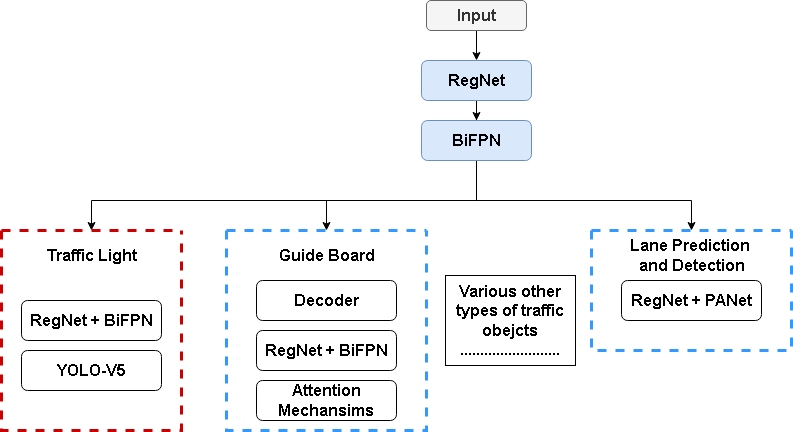 Input
RegNet
BiFPN
Traffic Light
RegNet + BiFPN
YOLO-V5
Guide Board
Decoder
RegNet + BiFPN
Attention
Mechansims
Various other
types of traffic
obejcts
..........................
Lane Prediction
and Detection
RegNet + PANet